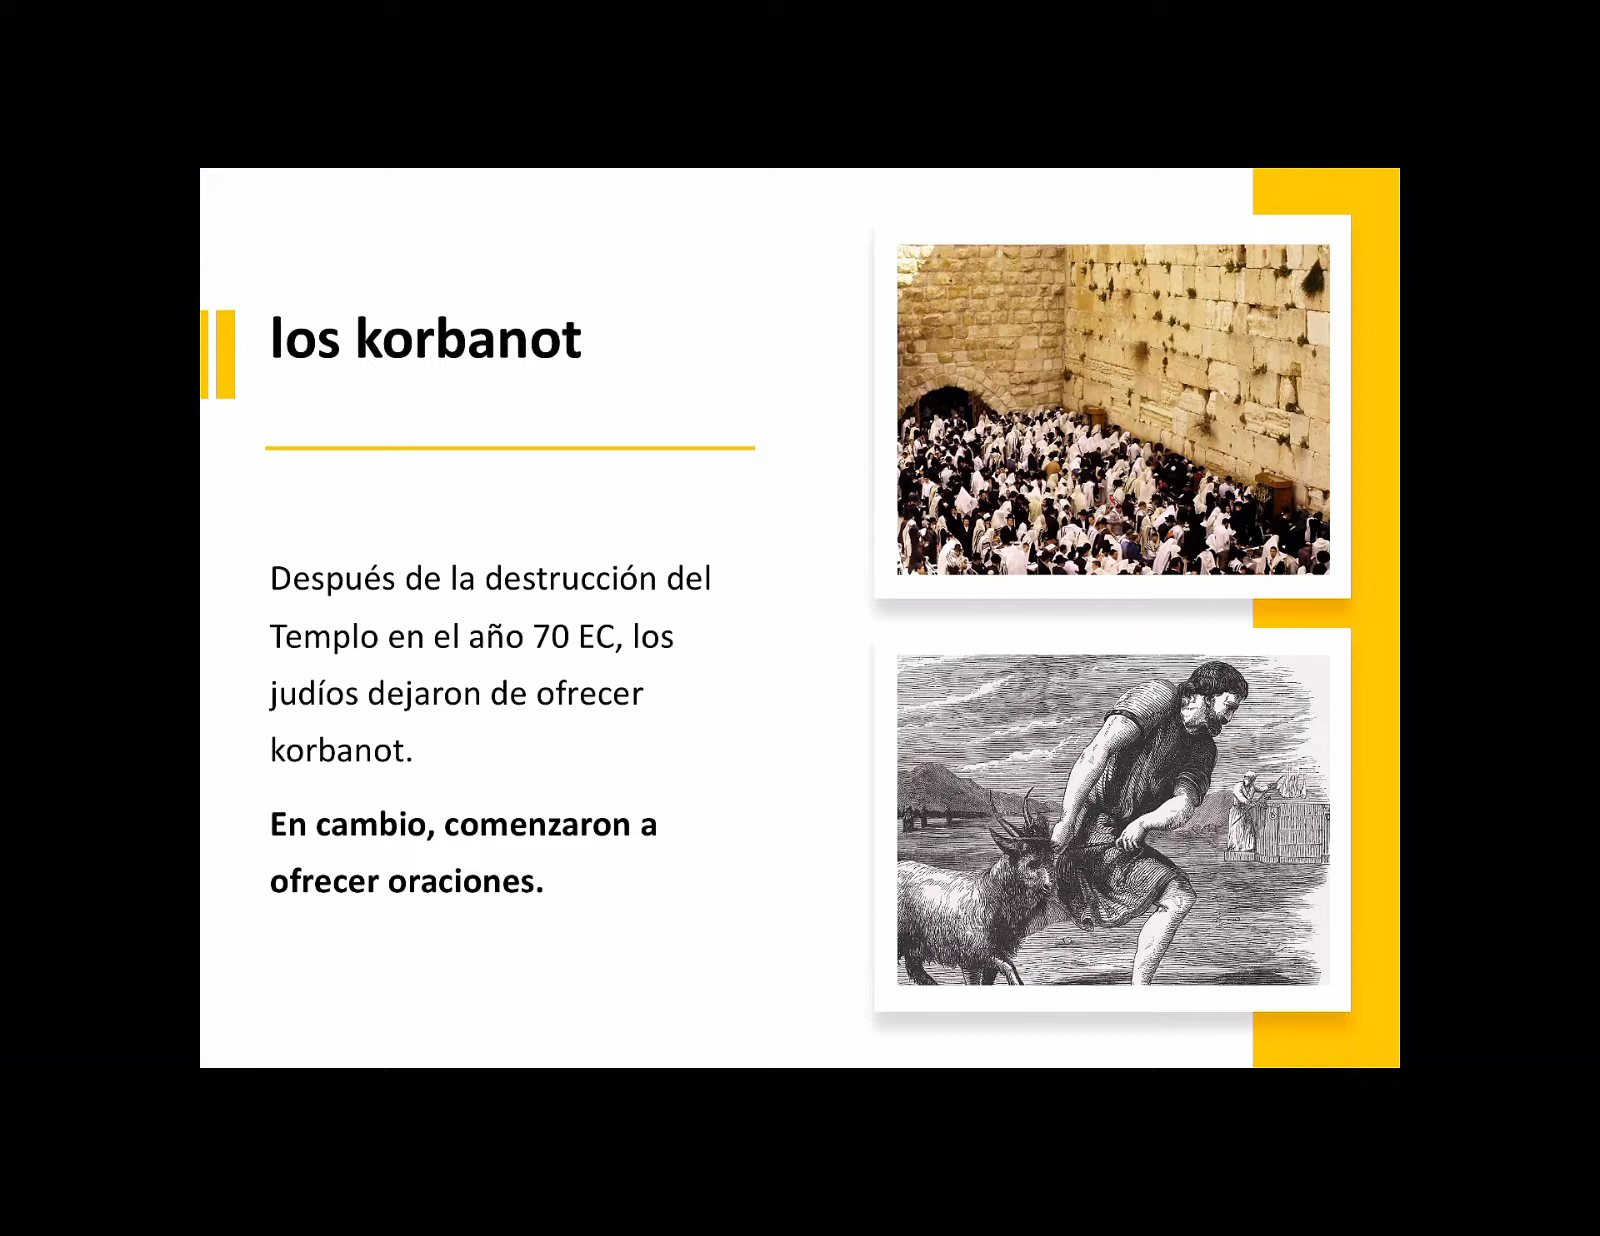 los korbanot
Después de la destrucción del
Templo en el año 70 EC, los
judíos dejaron de ofrecer
korbanot.
En cambio, comenzaron a
ofrecer oraciones.